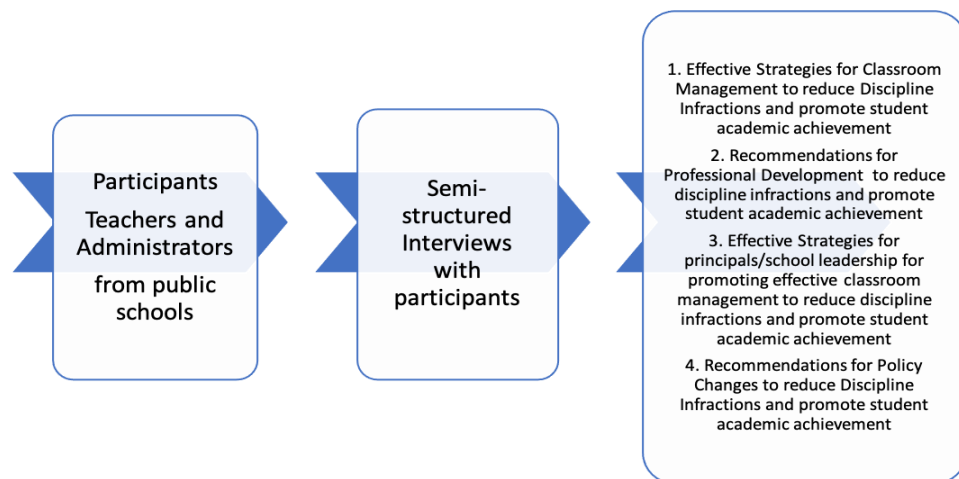 Participants
Teachers and
Administrators
from public
schools
Semi-
structured
Interviews
with
participants
1. Effective Strategies for Classroom
Management to reduce Discipline
Infractions and promote student
academic achievement
2. Recommendations for
Professional Development to reduce
discipline infractions and promote
student academic achievement
3. Effective Strategies for
principals/school leadership for
promoting effective classroom
management to reduce discipline
infractions and promote student
academic achievement
4. Recommendations for Policy
Changes to reduce Discipline
Infractions and promote student
academic achievement